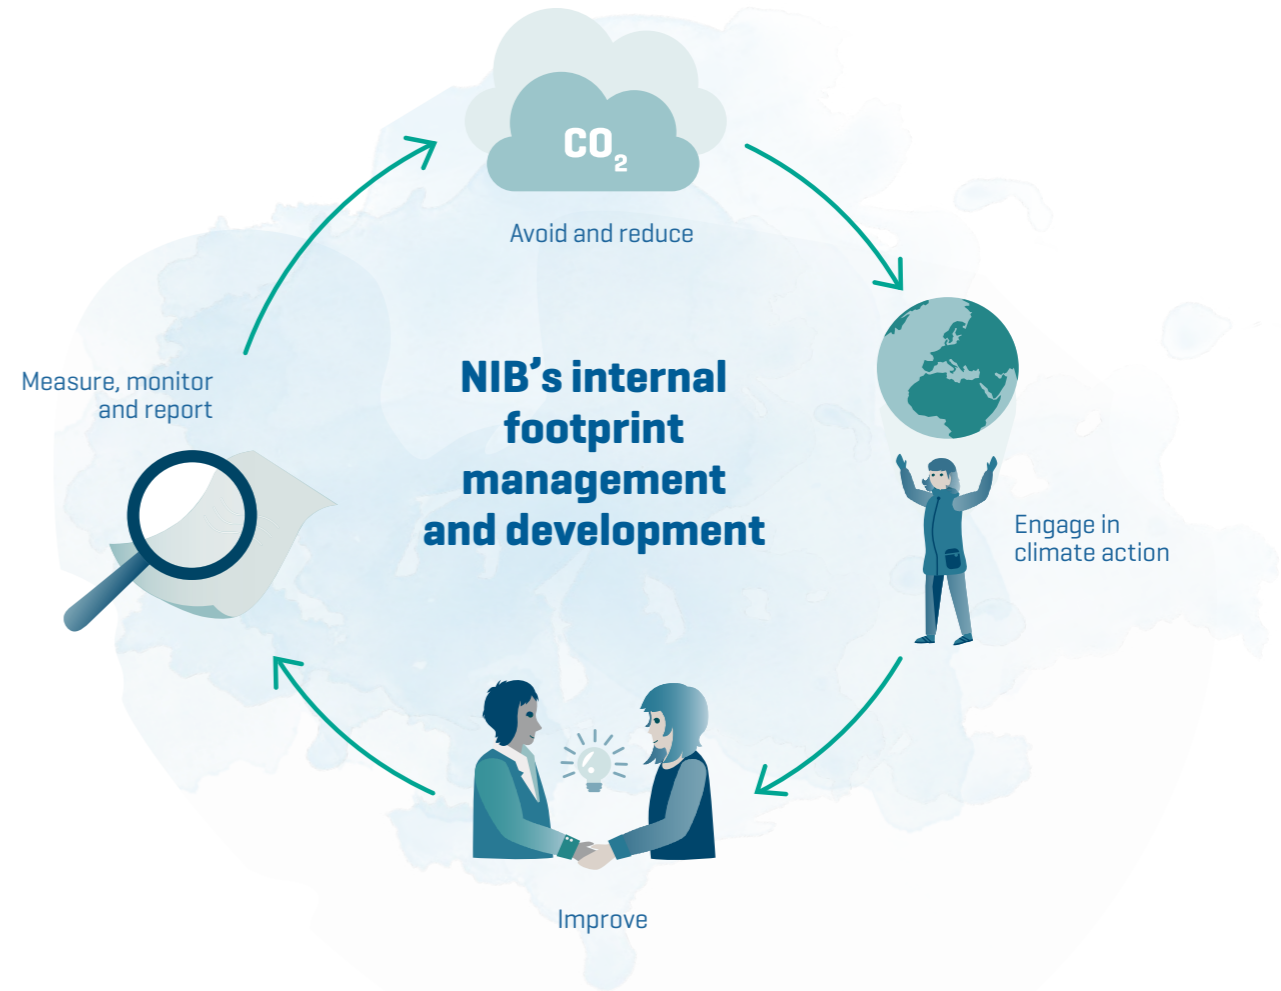 CO₂
Avoid and reduce
Measure, monitor
and report
NIB’s internal
footprint
management
and development
Engage in
climate action
Improve